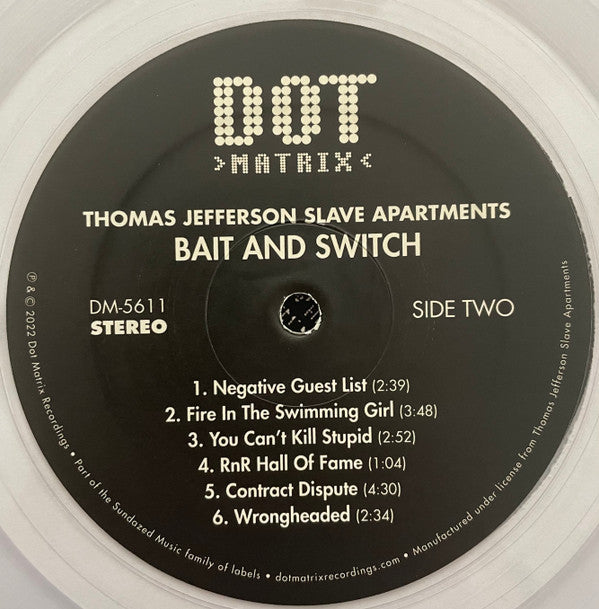 DOT
>MATRIX<
THOMAS JEFFERSON SLAVE APARTMENTS
BAIT AND SWITCH
DM-5611
STEREO
SIDE TWO
1. Negative Guest List (2:39)
2. Fire In The Swimming Girl (3:48)
3. You Can't Kill Stupid (2:52)
4. RnR Hall Of Fame (1:04)
5. Contract Dispute (4:30)
6. Wrongheaded (2:34)
℗ & © 2022 Dot Matrix Recordings • Part of the Sundazed Music family of labels • dotmatrixrecordings.com • Manufactured under license from Thomas Jefferson Slave Apartments